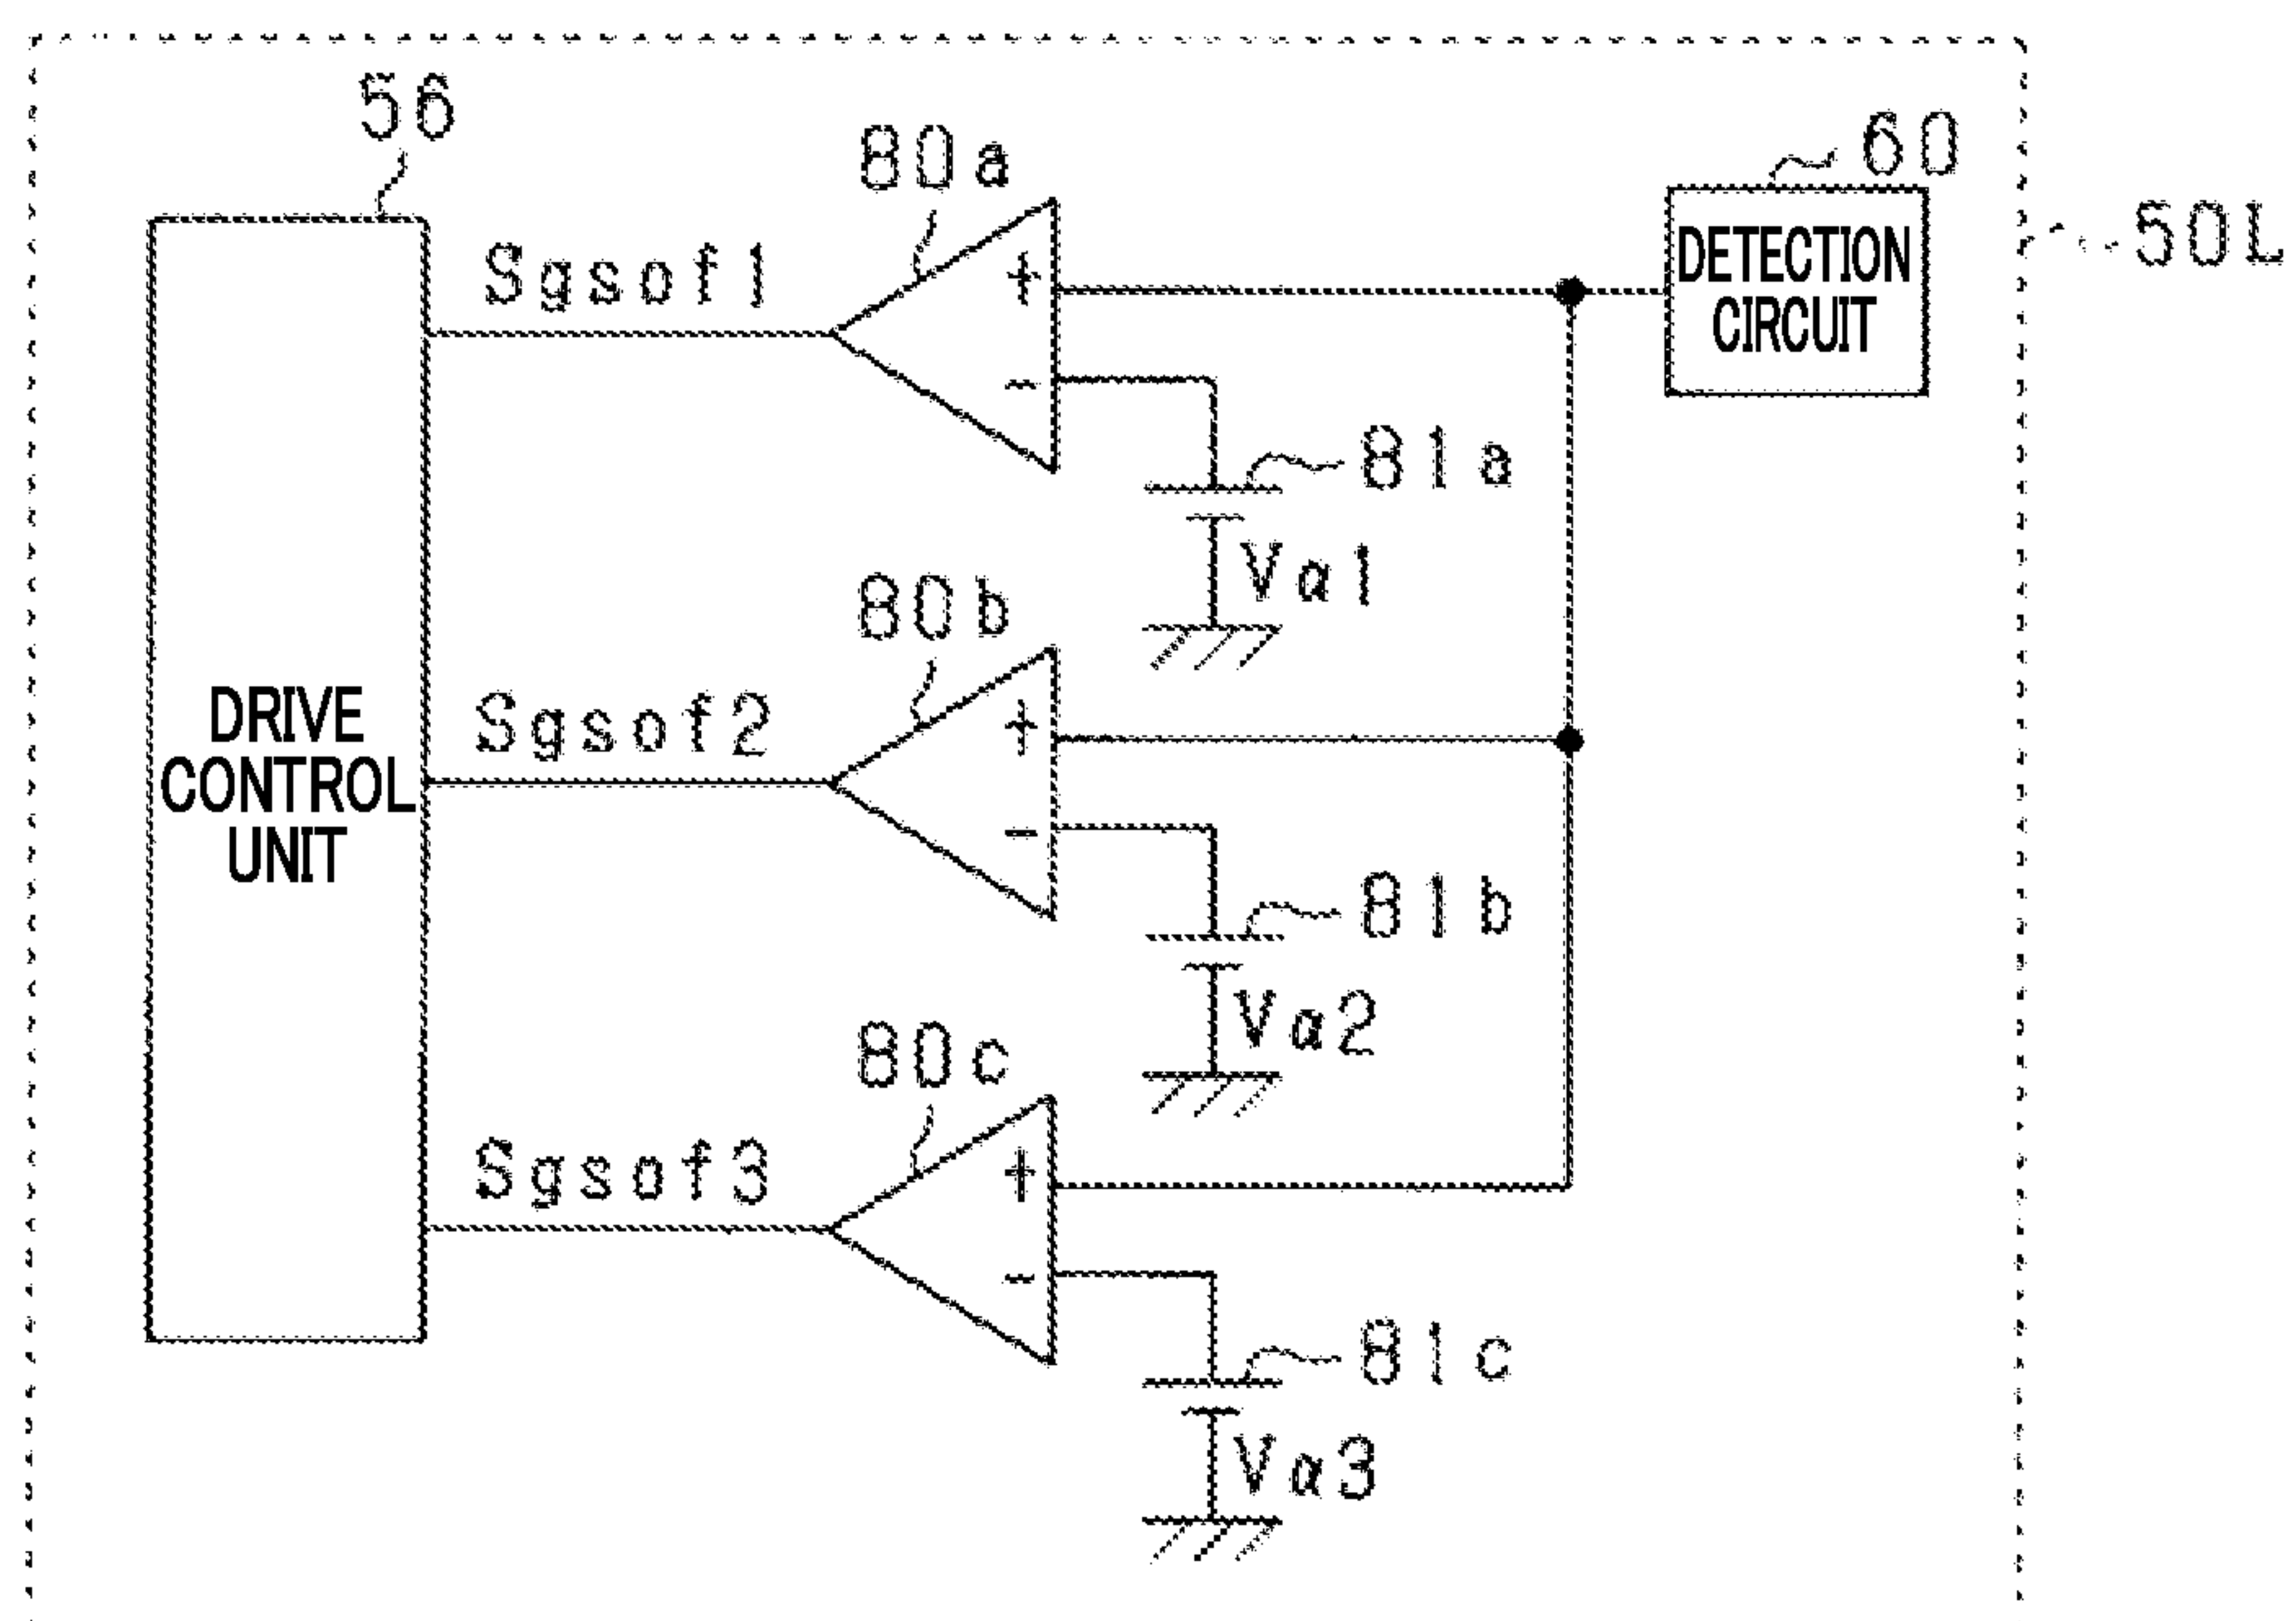 56
80a
60
50L
Sgsof1
DETECTION
CIRCUIT
+
−
81a
Vα1
80b
DRIVE
CONTROL
UNIT
Sgsof2
+
−
81b
Vα2
80c
Sgsof3
+
−
81c
Vα3